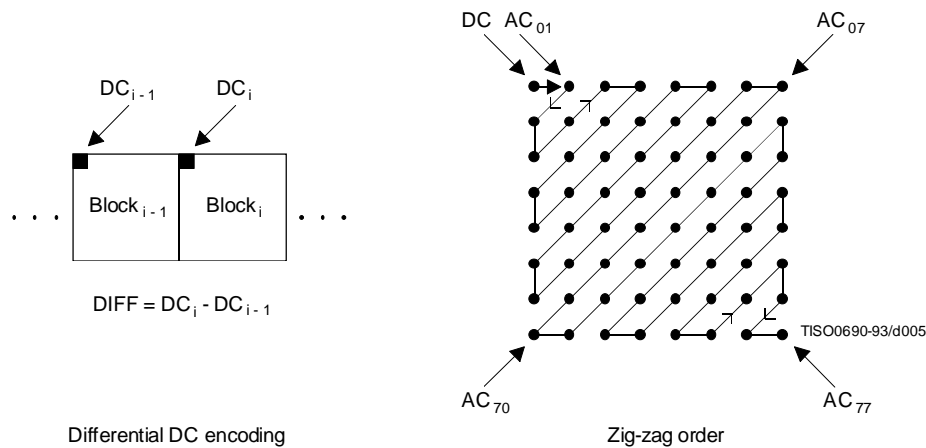 DC AC01 AC07
DCi - 1 DCi
Blocki - 1 Blocki
. . . . . .
DIFF = DCi - DCi - 1
TISO0690-93/d005
AC70 AC77
Differential DC encoding Zig-zag order